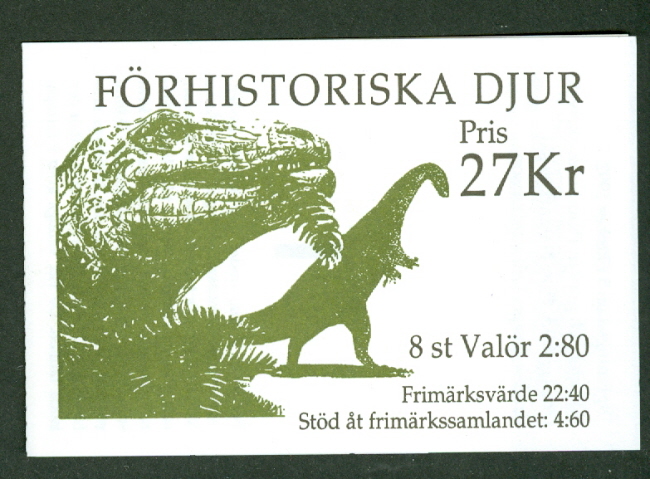 FÖRHISTORISKA DJUR
Pris
27Kr
8 st Valör 2:80
Frimärksvärde 22:40
Stöd åt frimärkssamlandet: 4:60